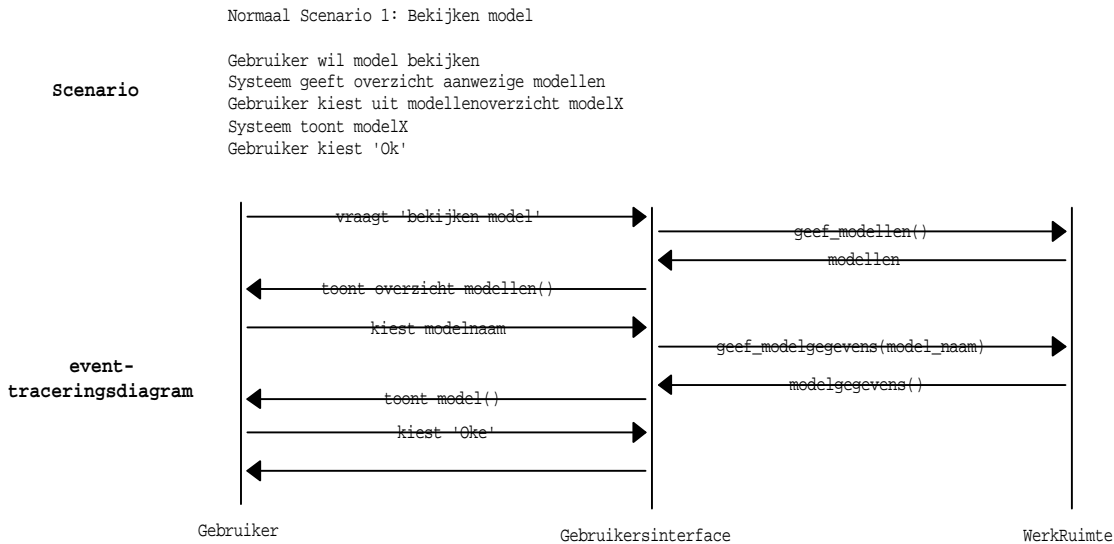 Normaal Scenario 1: Bekijken model
Scenario
Gebruiker wil model bekijken
Systeem geeft overzicht aanwezige modellen
Gebruiker kiest uit modellenoverzicht modelX
Systeem toont modelX
Gebruiker kiest 'Ok'
event-
traceringsdiagram
vraagt 'bekijken model'
geef_modellen()
modellen
toont overzicht modellen()
kiest modelnaam
geef_modelgegevens(model_naam)
modelgegevens()
toont model()
kiest 'Oke'
Gebruiker
Gebruikersinterface
WerkRuimte